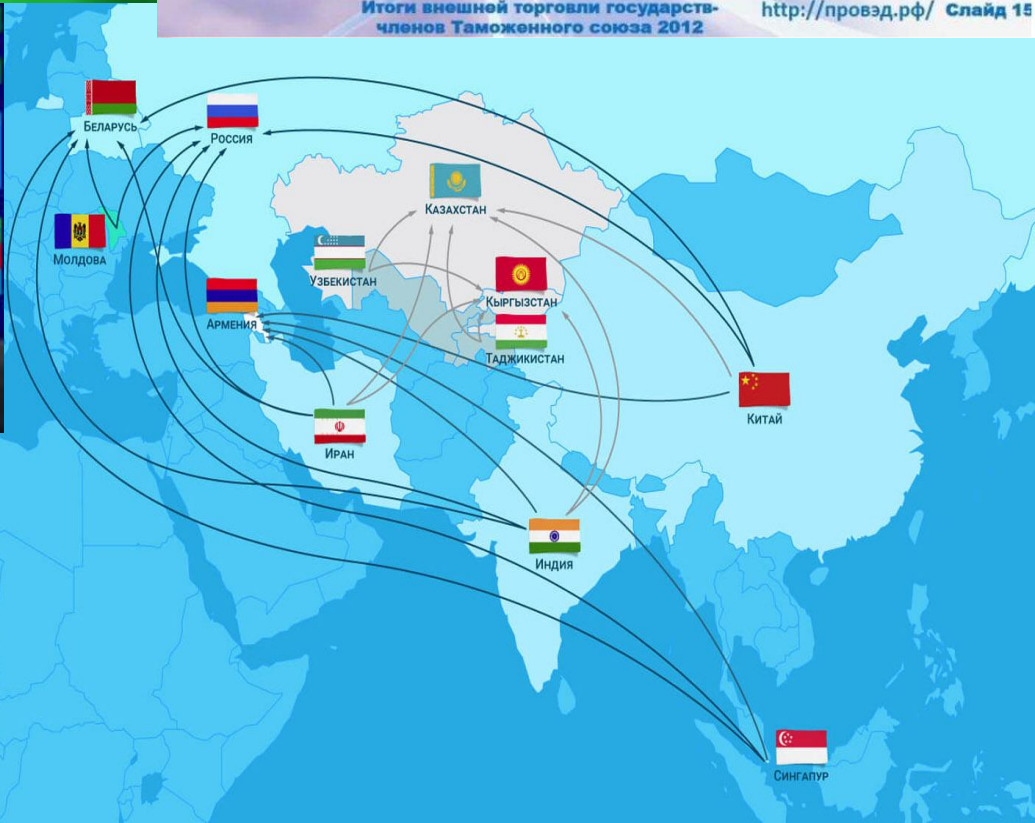 Итоги внешней торговли государств-
членов Таможенного союза 2012
http://провэд.рф/ Слайд 15
БЕЛАРУСЬ
РОССИЯ
КАЗАХСТАН
МОЛДОВА
УЗБЕКИСТАН
КЫРГЫЗСТАН
АРМЕНИЯ
ТАДЖИКИСТАН
КИТАЙ
ИРАН
ИНДИЯ
СИНГАПУР